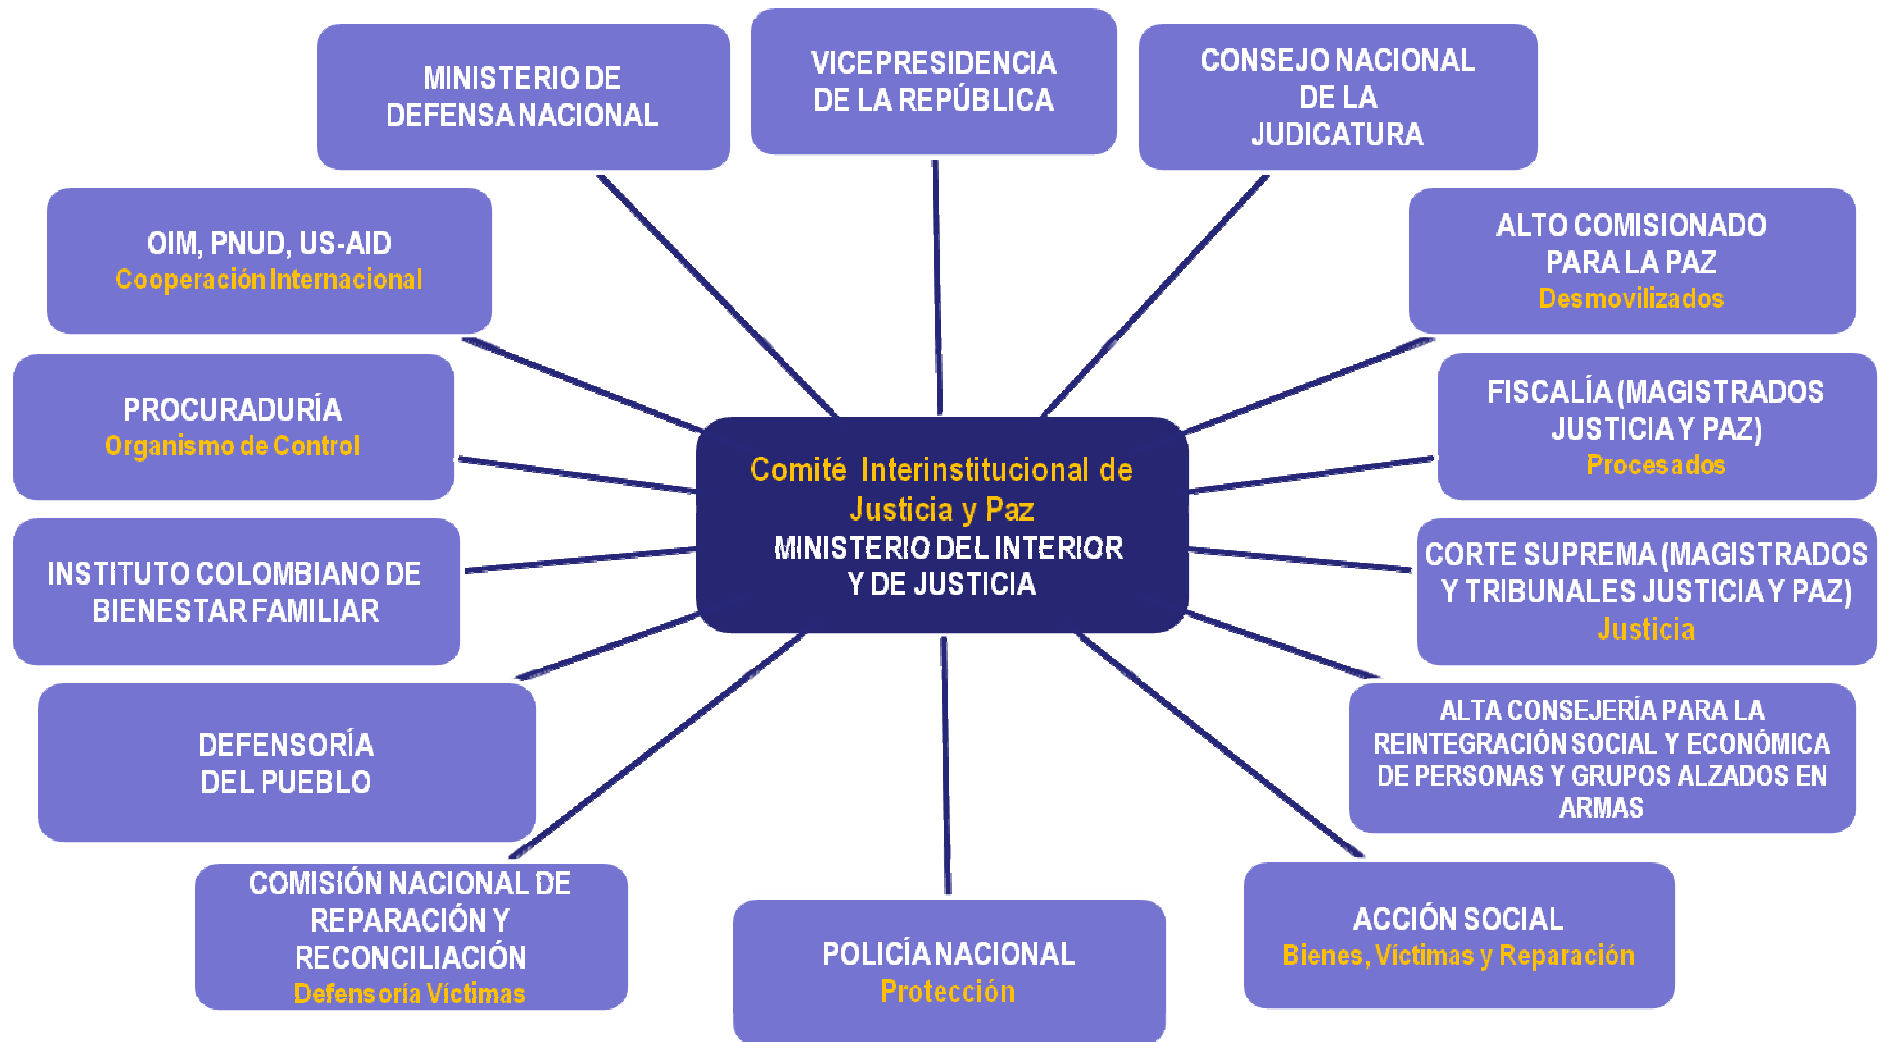 MINISTERIO DE
DEFENSA NACIONAL
VICEPRESIDENCIA
DE LA REPÚBLICA
CONSEJO NACIONAL
DE LA
JUDICATURA
OIM, PNUD, US-AID
Cooperación Internacional
ALTO COMISIONADO
PARA LA PAZ
Desmovilizados
PROCURADURÍA
Organismo de Control
FISCALÍA (MAGISTRADOS
JUSTICIA Y PAZ)
Procesados
Comité Interinstitucional de
Justicia y Paz
MINISTERIO DEL INTERIOR
Y DE JUSTICIA
INSTITUTO COLOMBIANO DE
BIENESTAR FAMILIAR
CORTE SUPREMA (MAGISTRADOS
Y TRIBUNALES JUSTICIA Y PAZ)
Justicia
DEFENSORÍA
DEL PUEBLO
ALTA CONSEJERÍA PARA LA
REINTEGRACIÓN SOCIAL Y ECONÓMICA
DE PERSONAS Y GRUPOS ALZADOS EN
ARMAS
COMISIÓN NACIONAL DE
REPARACIÓN Y
RECONCILIACIÓN
Defensoría Víctimas
POLICÍA NACIONAL
Protección
ACCIÓN SOCIAL
Bienes, Víctimas y Reparación